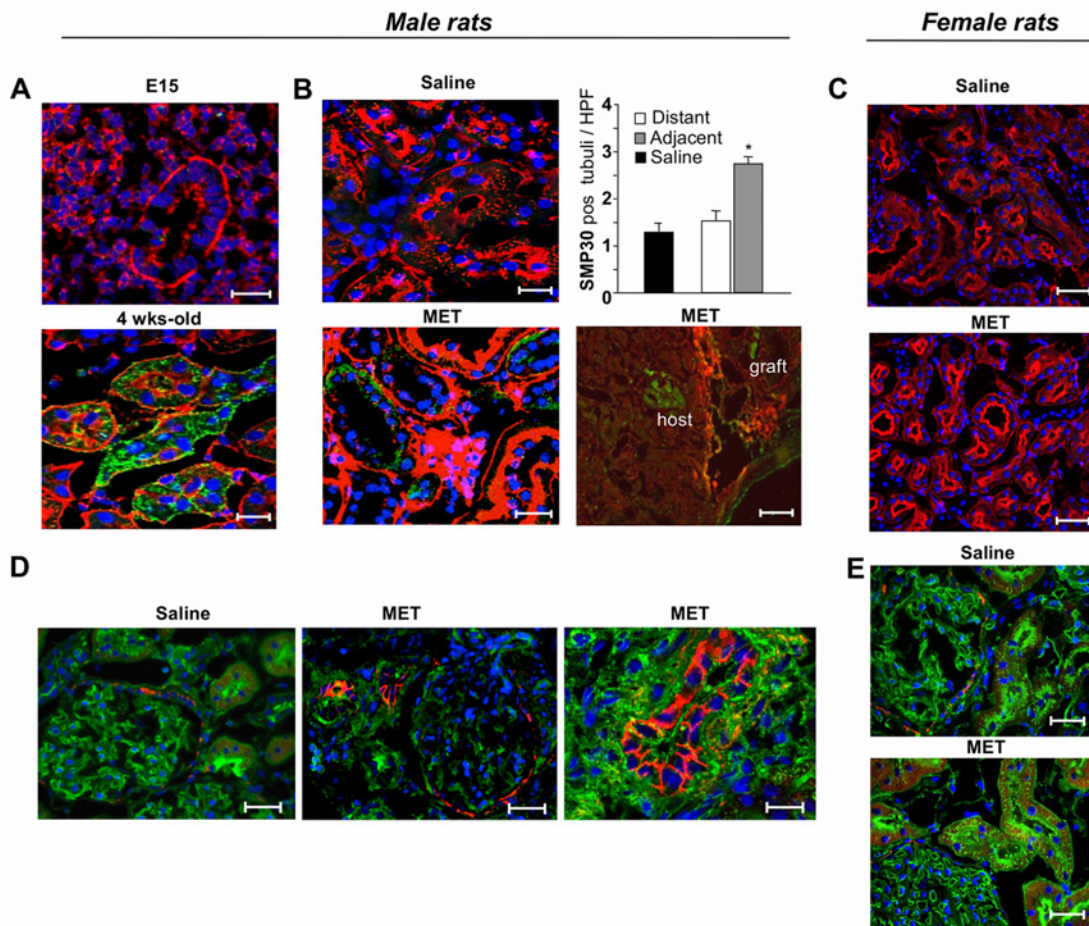 Male rats
Female rats
A
E15
B
Saline
4
3
2
1
0
SMP30 pos tubuli / HPF
Distant
Adjacent
Saline
*
C
Saline
4 wks-old
MET
MET
host
graft
MET
D
Saline
MET
MET
E
Saline
MET